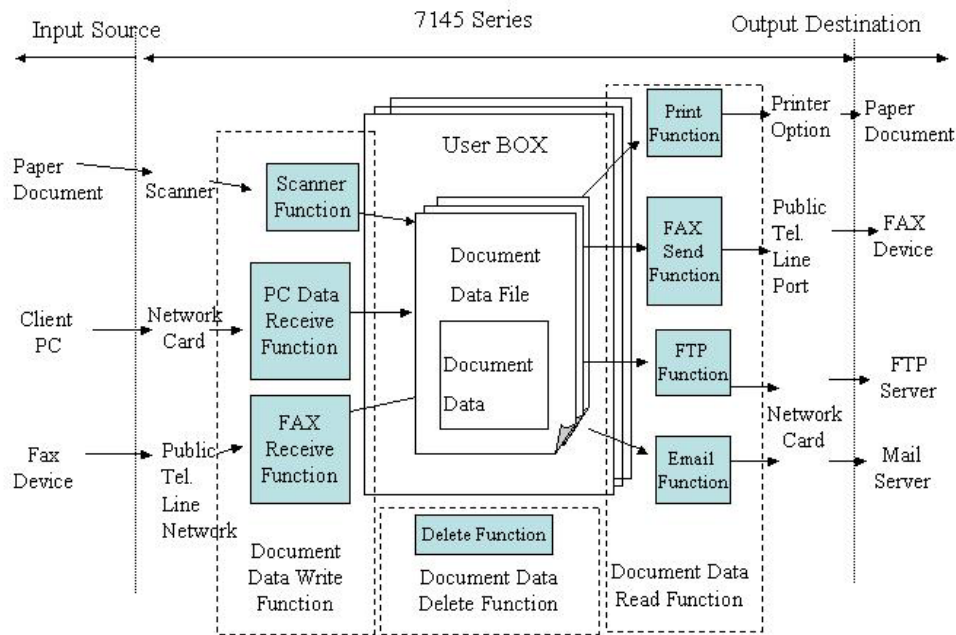 Input Source
7145 Series
Output Destination
Paper
Document
Scanner
Scanner
Function
User BOX
Print
Function
Printer
Option
Paper
Document
Client
PC
Network
Card
PC Data
Receive
Function
Document
Data File
Document
Data
FAX
Send
Function
Public
Tel.
Line
Port
FAX
Device
FTP
Function
FTP
Server
Network
Card
Fax
Device
Public
Tel.
Line
Network
FAX
Receive
Function
Email
Function
Mail
Server
Document
Data Write
Function
Delete Function
Document Data
Delete Function
Document Data
Read Function